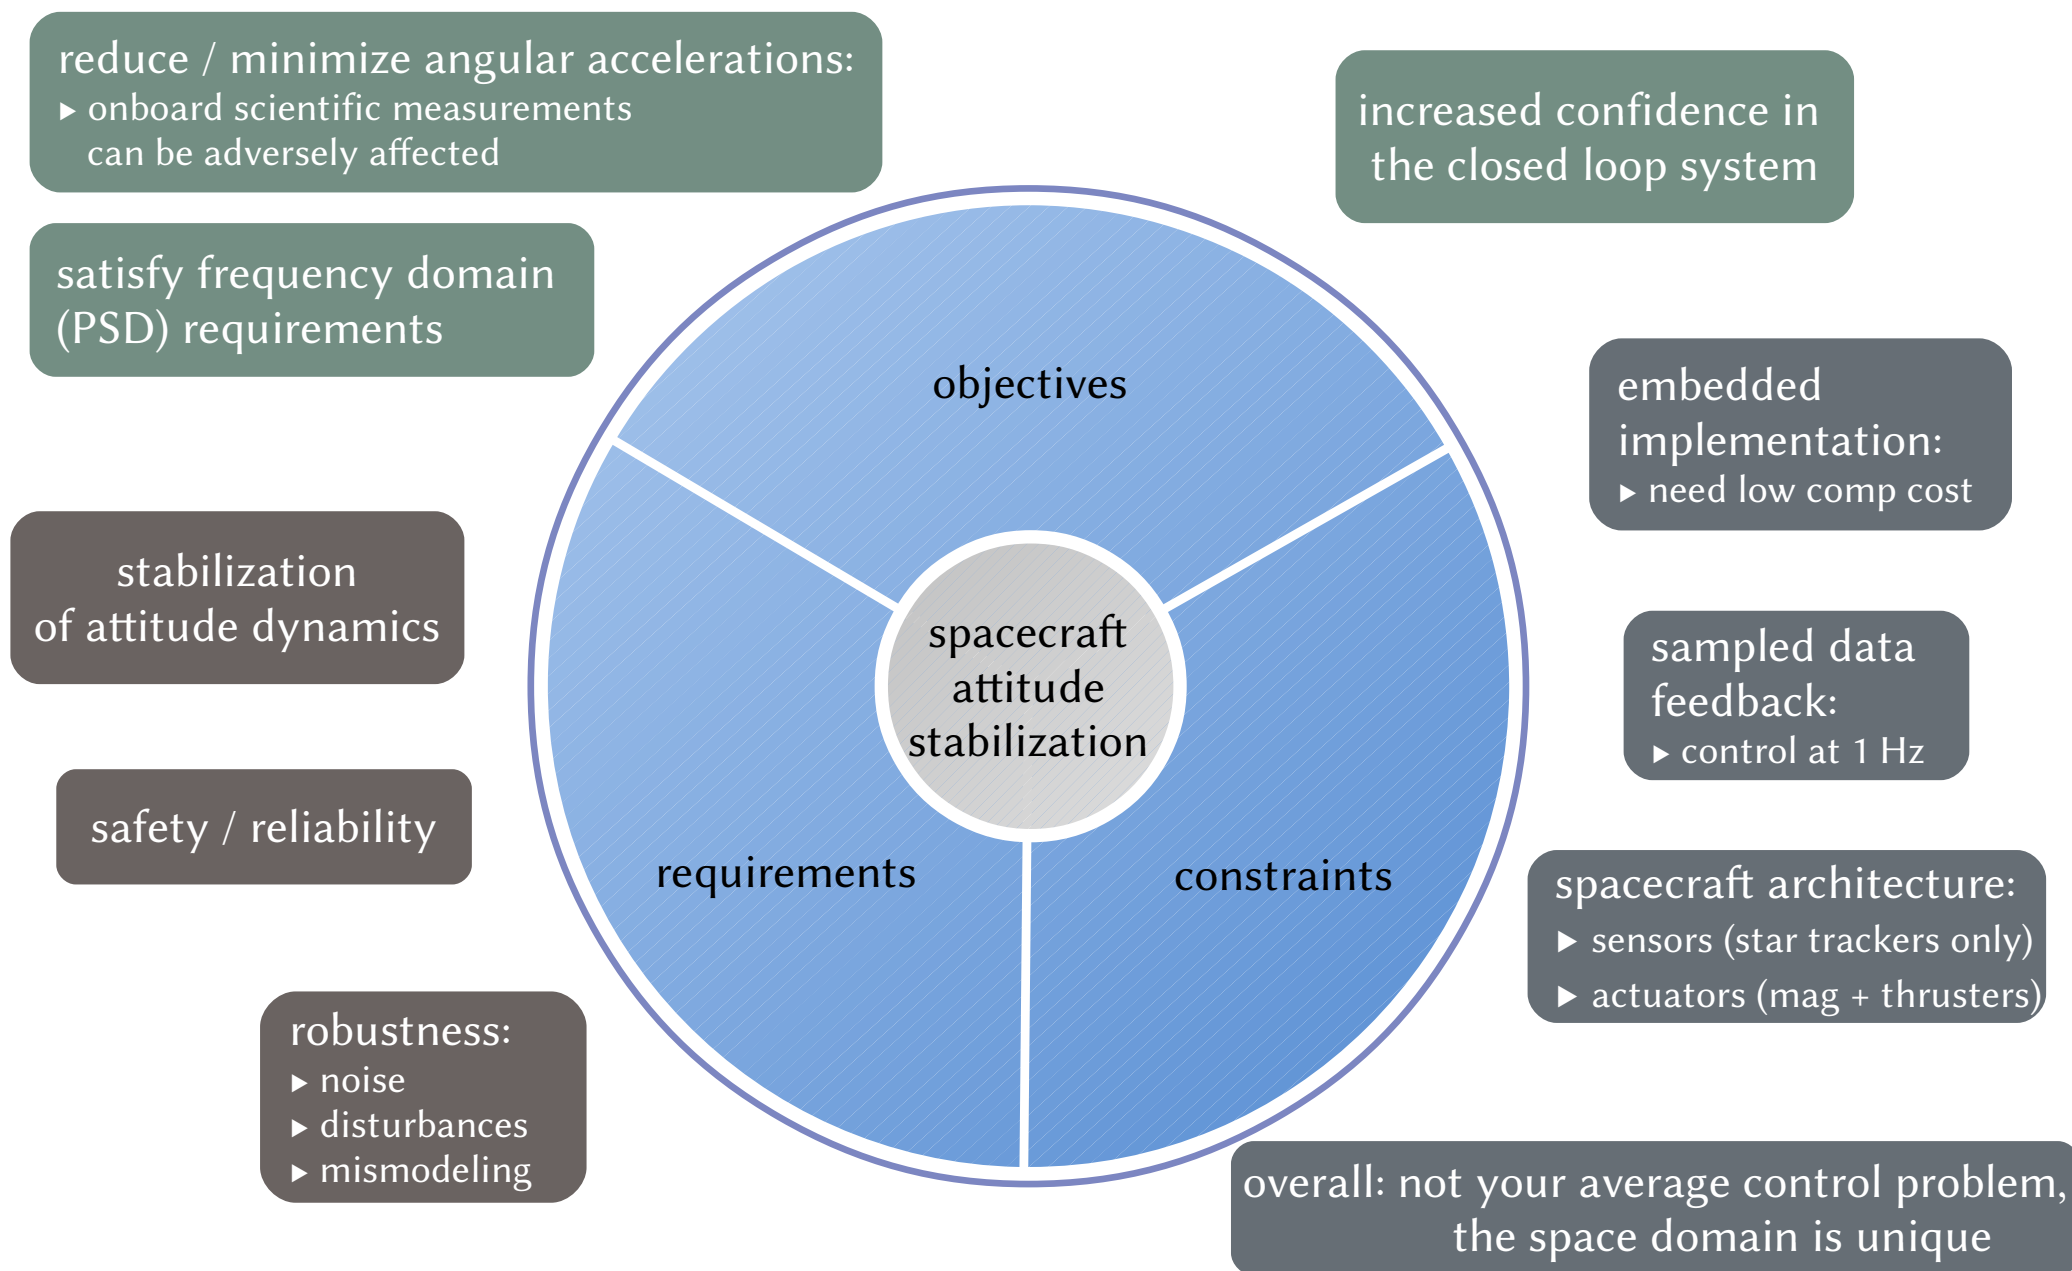 reduce / minimize angular accelerations:
▸ onboard scientific measurements
can be adversely affected
increased confidence in
the closed loop system
satisfy frequency domain
(PSD) requirements
objectives
embedded
implementation:
▸ need low comp cost
stabilization
of attitude dynamics
spacecraft
attitude
stabilization
sampled data
feedback:
▸ control at 1 Hz
safety / reliability
requirements
constraints
spacecraft architecture:
▸ sensors (star trackers only)
▸ actuators (mag + thrusters)
robustness:
▸ noise
▸ disturbances
▸ mismodeling
overall: not your average control problem,
the space domain is unique